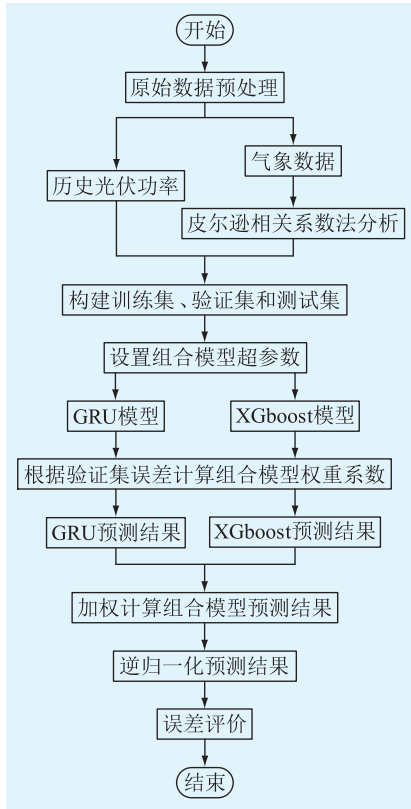 开始
原始数据预处理
历史光伏功率
气象数据
皮尔逊相关系数法分析
构建训练集、验证集和测试集
设置组合模型超参数
GRU模型
XGboost模型
根据验证集误差计算组合模型权重系数
GRU预测结果
XGboost预测结果
加权计算组合模型预测结果
逆归一化预测结果
误差评价
结束